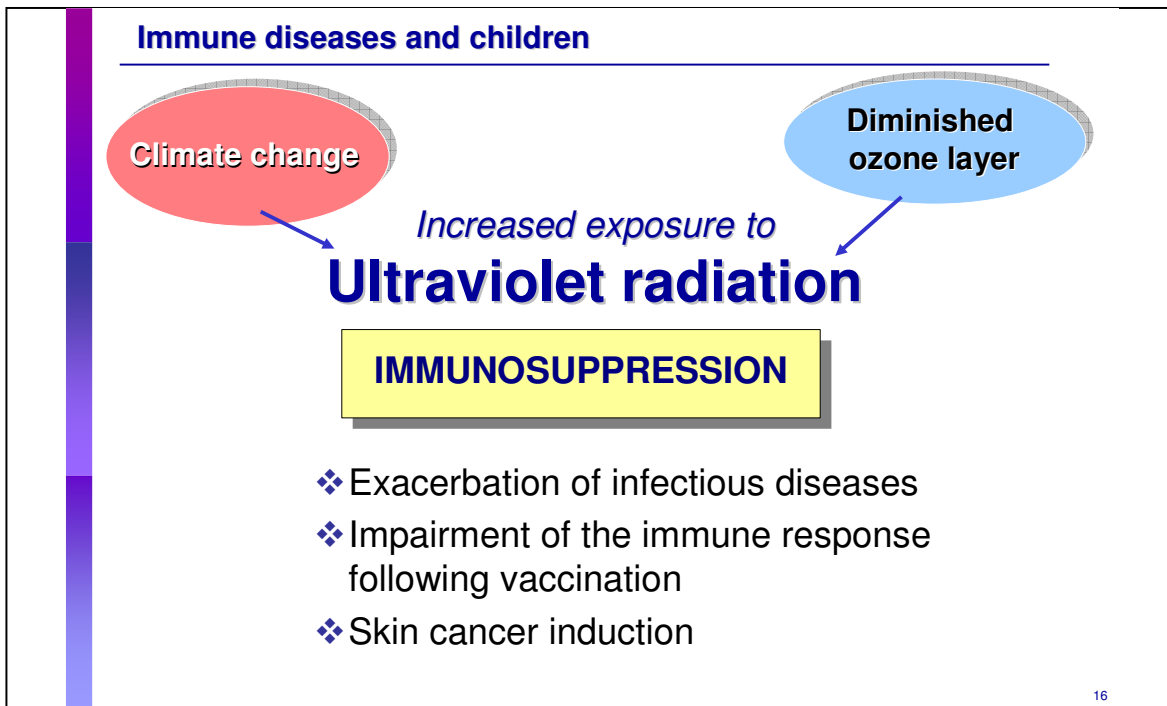 Immune diseases and children
Climate change
Diminished
ozone layer
Increased exposure to
Ultraviolet radiation
IMMUNOSUPPRESSION
❖ Exacerbation of infectious diseases
❖ Impairment of the immune response
following vaccination
❖ Skin cancer induction
16